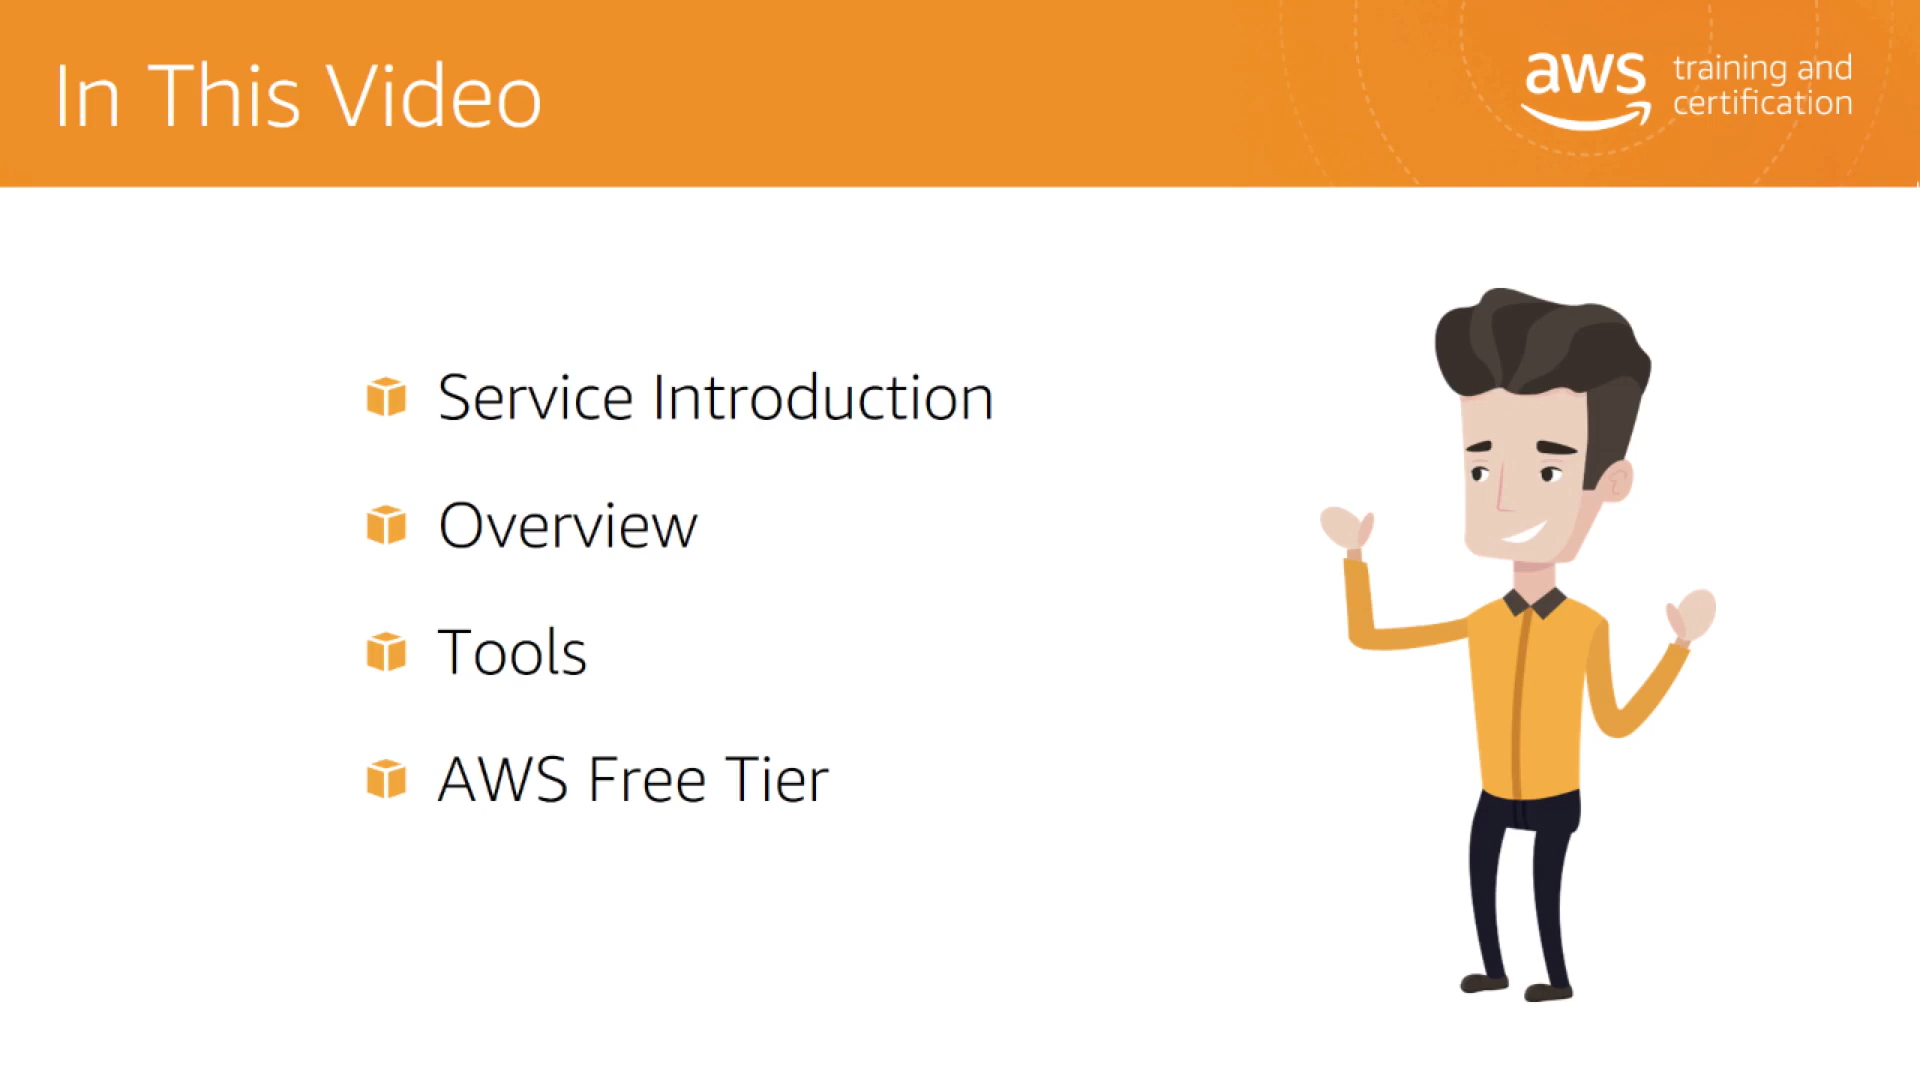 In This Video
aws training and
certification
Service Introduction
Overview
Tools
AWS Free Tier